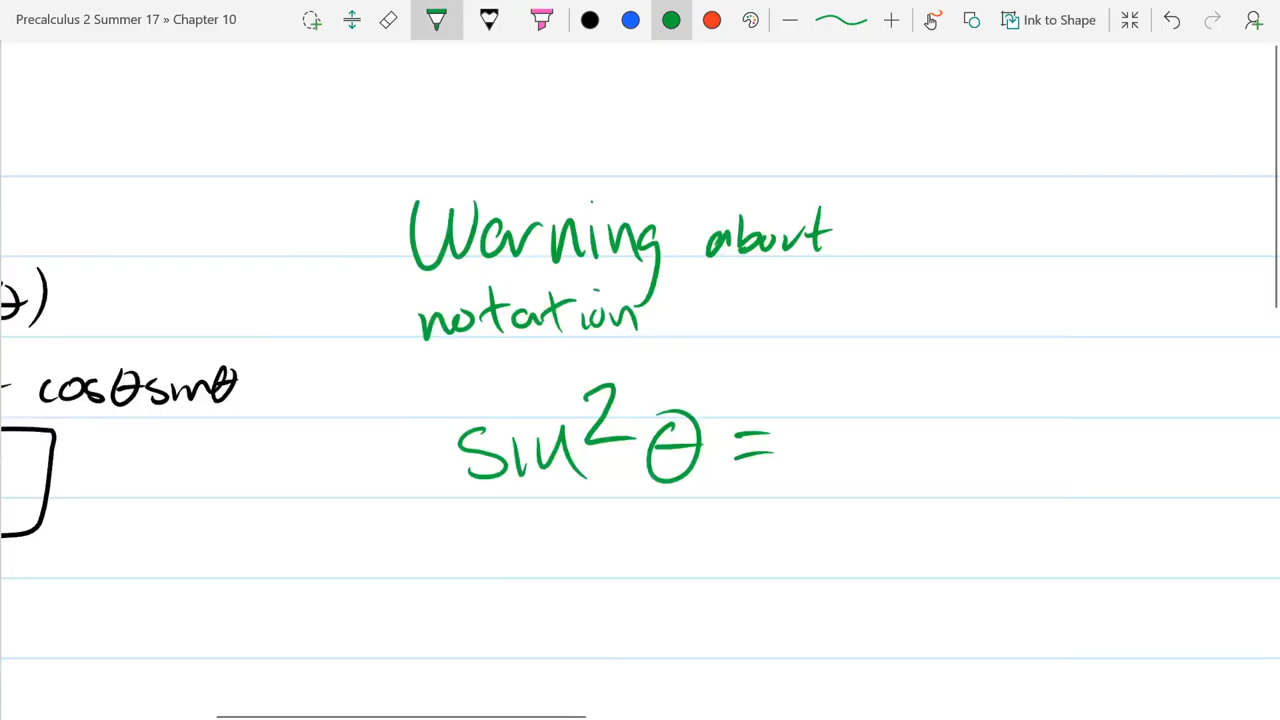 Precalculus 2 Summer 17 » Chapter 10
Ink to Shape
Warning about
notation
θ)
cosθsinθ
sin²θ =